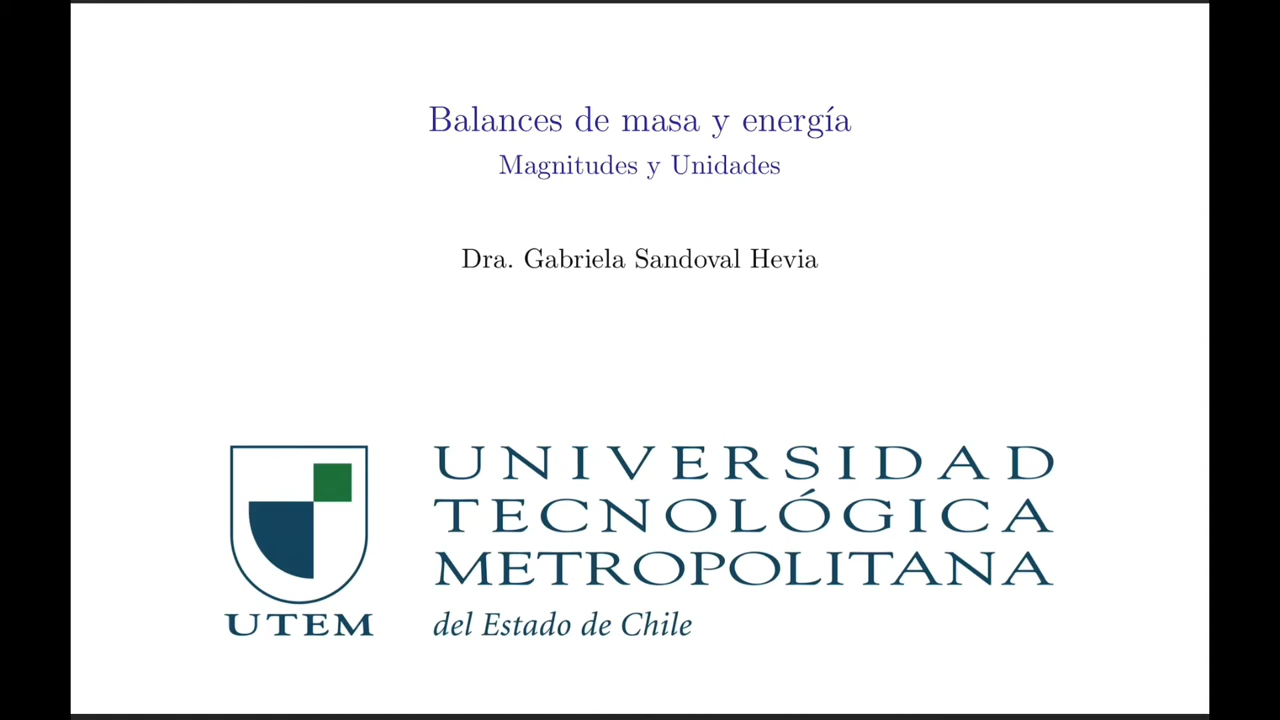 Balances de masa y energía
Magnitudes y Unidades
Dra. Gabriela Sandoval Hevia
UNIVERSIDAD
TECNOLÓGICA
METROPOLITANA
del Estado de Chile
UTEM